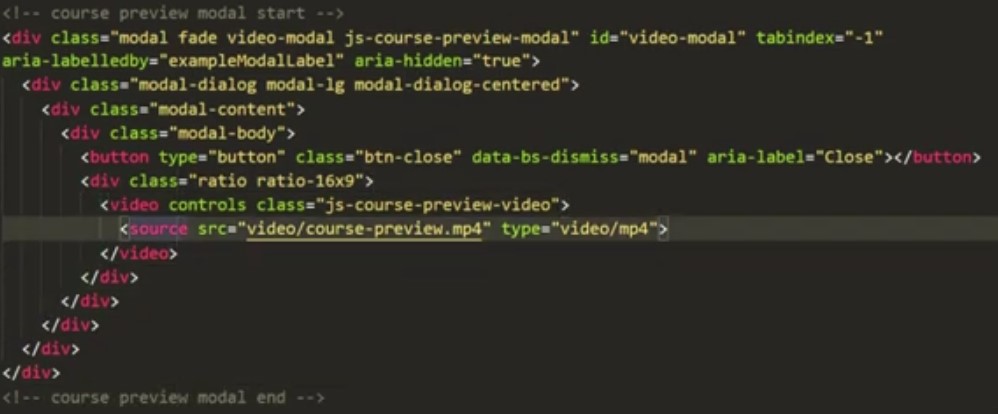 <!-- course preview modal start -->
<div class="modal fade video-modal js-course-preview-modal" id="video-modal" tabindex="-1"
aria-labelledby="exampleModalLabel" aria-hidden="true">
<div class="modal-dialog modal-lg modal-dialog-centered">
<div class="modal-content">
<div class="modal-body">
<button type="button" class="btn-close" data-bs-dismiss="modal" aria-label="Close"></button>
<div class="ratio ratio-16x9">
<video controls class="js-course-preview-video">
<source src="video/course-preview.mp4" type="video/mp4">
</video>
</div>
</div>
</div>
</div>
</div>
<!-- course preview modal end -->